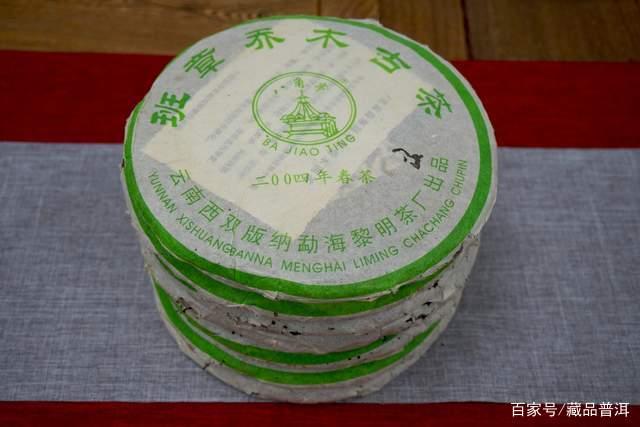 班章乔木古茶
八角亭
BA JIAO TING
二00四年春茶
云南西双版纳勐海黎明茶厂出品
YUNNAN XISHUANGBANNA MENGHAI LIMING CHACHANG CHUPIN
百家号/藏品普洱